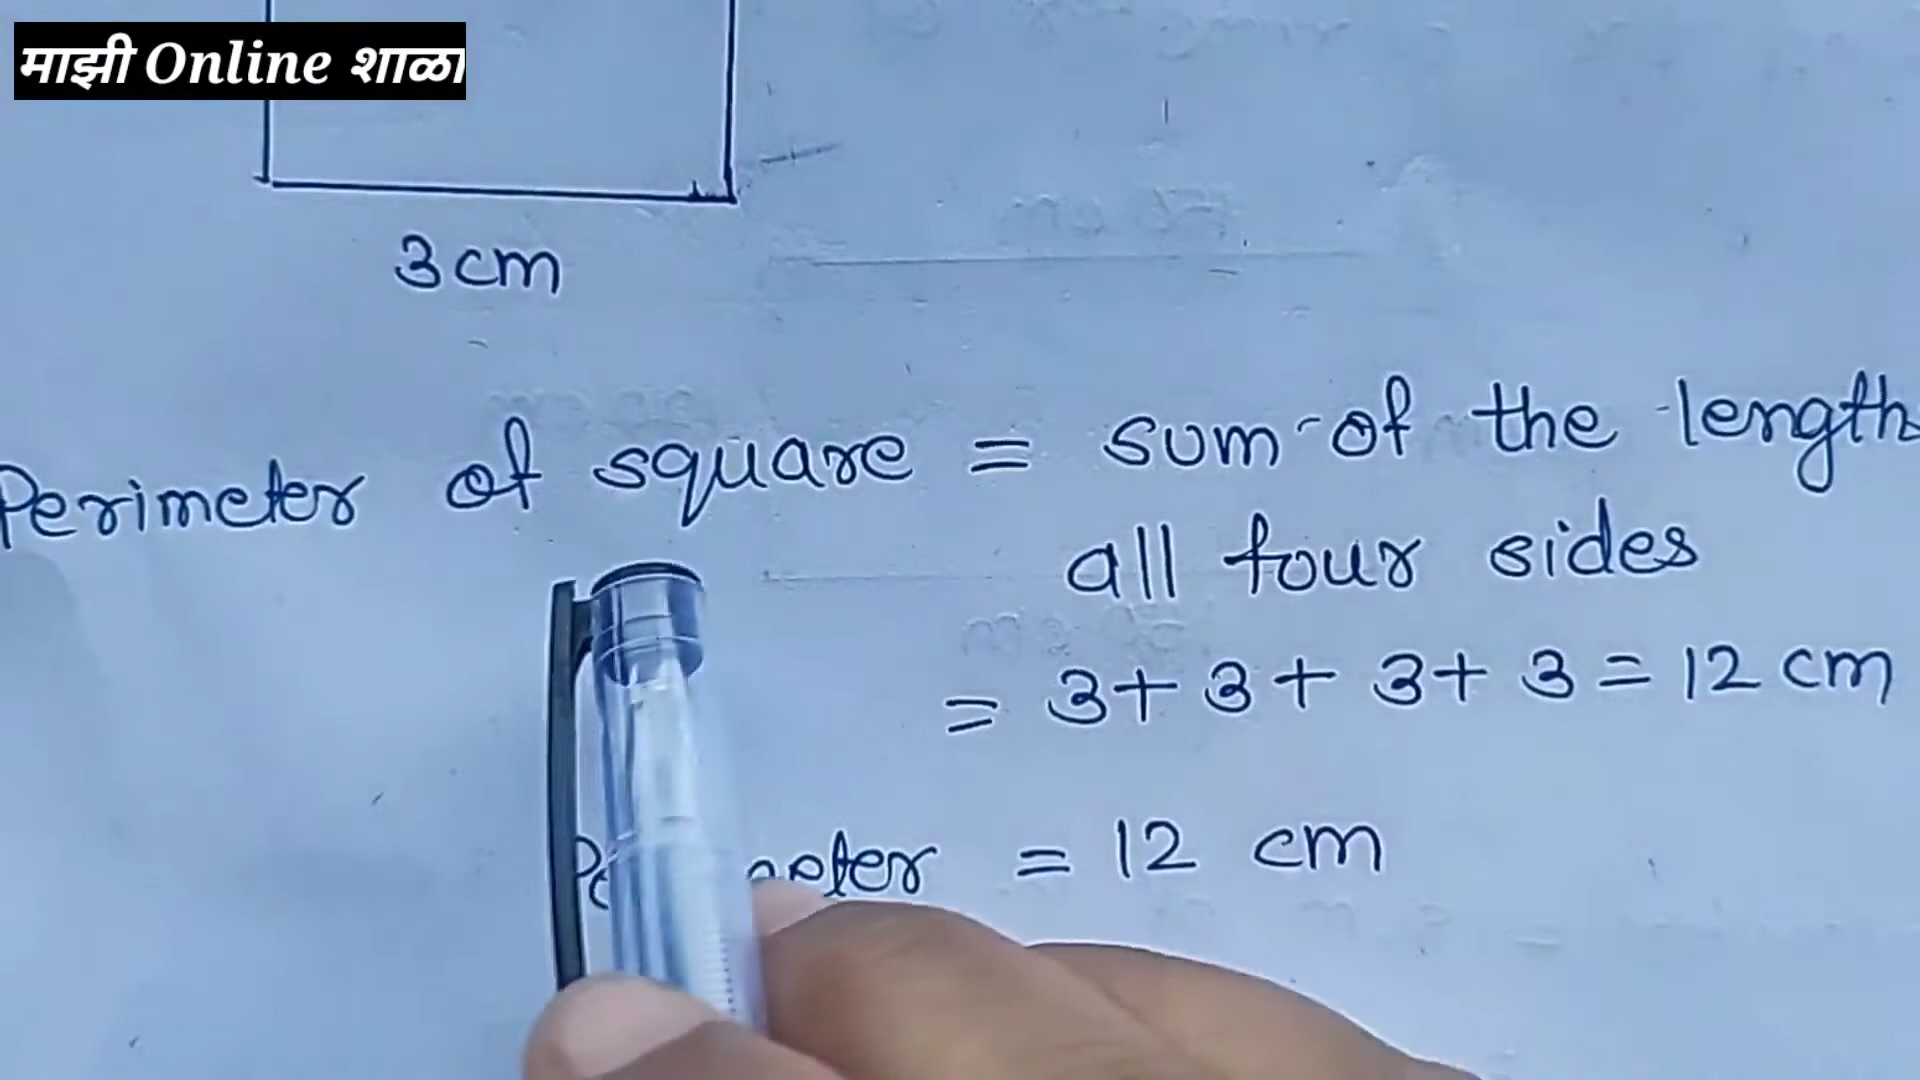 माझी Online शाळा
3 cm
Perimeter of square = sum of the length
all four sides
= 3 + 3 + 3 + 3 = 12 cm
= 12 cm